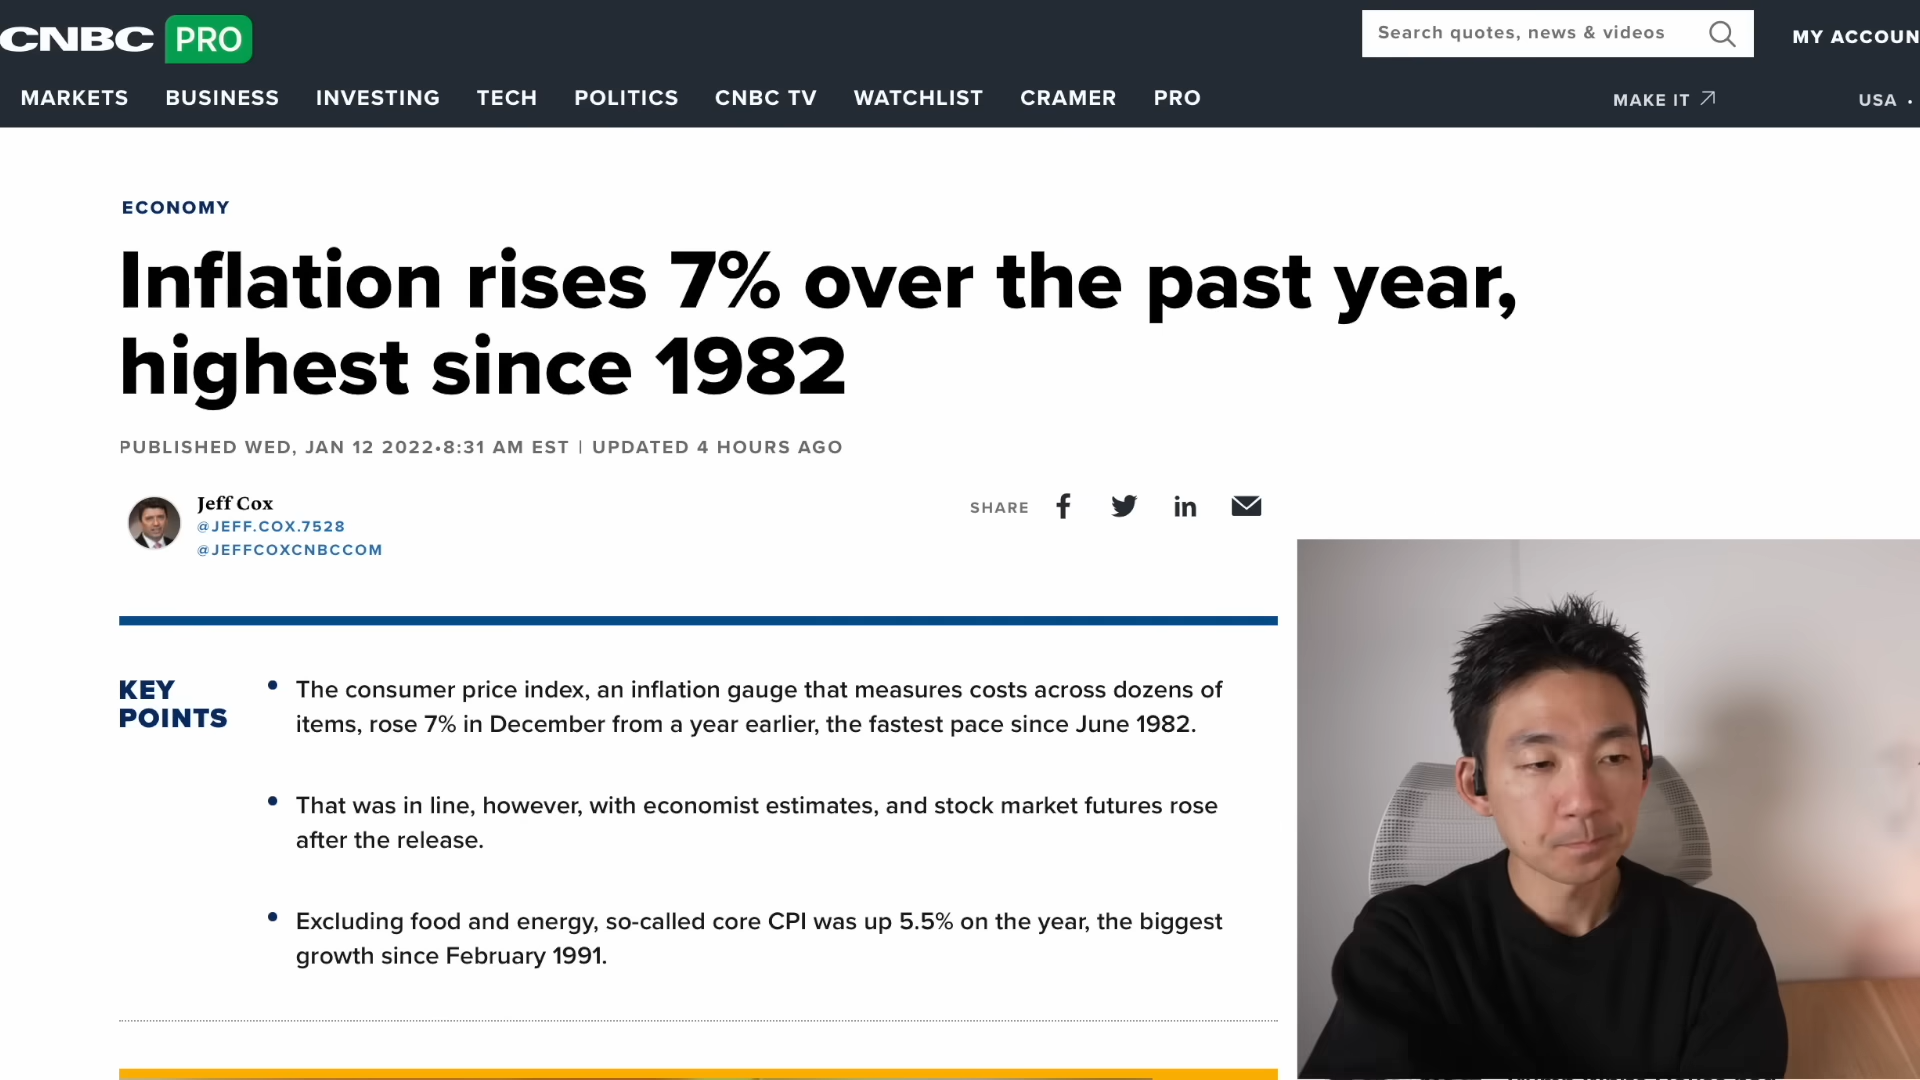 CNBC PRO
Search quotes, news & videos
MY ACCOUN
MARKETS BUSINESS INVESTING TECH POLITICS CNBC TV WATCHLIST CRAMER PRO
MAKE IT
USA •
ECONOMY
Inflation rises 7% over the past year,
highest since 1982
PUBLISHED WED, JAN 12 2022•8:31 AM EST | UPDATED 4 HOURS AGO
Jeff Cox
@JEFF.COX.7528
@JEFFCOXCNBCCOM
SHARE
KEY
POINTS
• The consumer price index, an inflation gauge that measures costs across dozens of
items, rose 7% in December from a year earlier, the fastest pace since June 1982.
• That was in line, however, with economist estimates, and stock market futures rose
after the release.
• Excluding food and energy, so-called core CPI was up 5.5% on the year, the biggest
growth since February 1991.